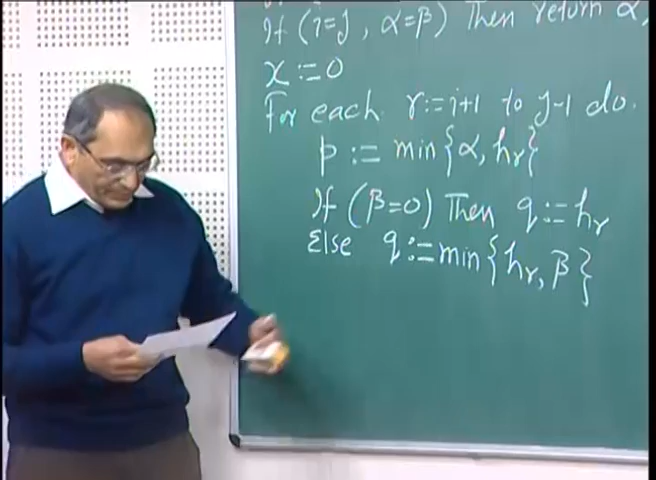 If (i=j, α=β) Then return α,
x := 0
For each r := i+1 to j-1 do.
p := min{α, hr}
If (β=0) Then q := hr
Else q := min{hr, β}